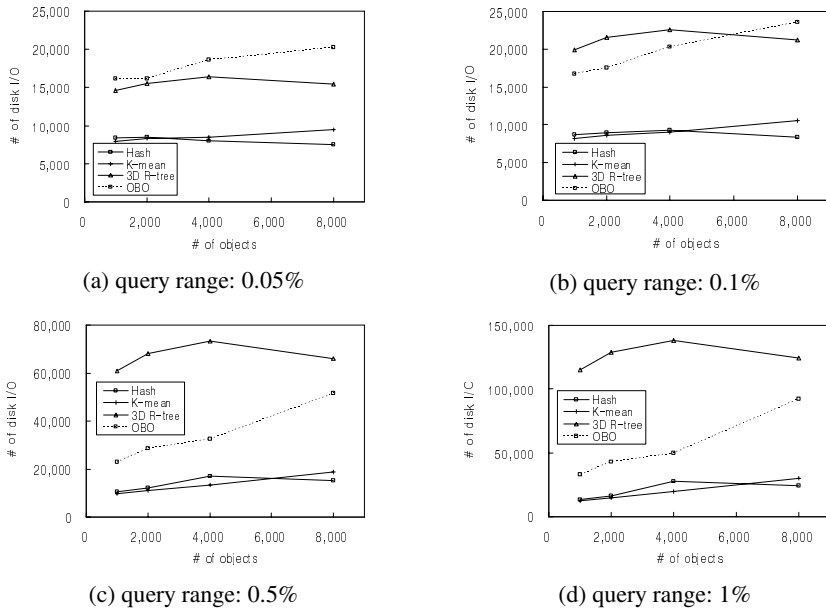 25,000
20,000
15,000
10,000
5,000
0
# of disk I/O
Hash
K-mean
3D R-tree
OBO
0 2,000 4,000 6,000 8,000
# of objects
(a) query range: 0.05%
25,000
20,000
15,000
10,000
5,000
0
# of disk I/O
Hash
K-mean
3D R-tree
OBO
0 2,000 4,000 6,000 8,000
# of objects
(b) query range: 0.1%
80,000
60,000
40,000
20,000
0
# of disk I/O
Hash
K-mean
3D R-tree
OBO
0 2,000 4,000 6,000 8,000
# of objects
(c) query range: 0.5%
150,000
100,000
50,000
0
# of disk I/C
Hash
K-mean
3D R-tree
OBO
0 2,000 4,000 6,000 8,000
# of objects
(d) query range: 1%